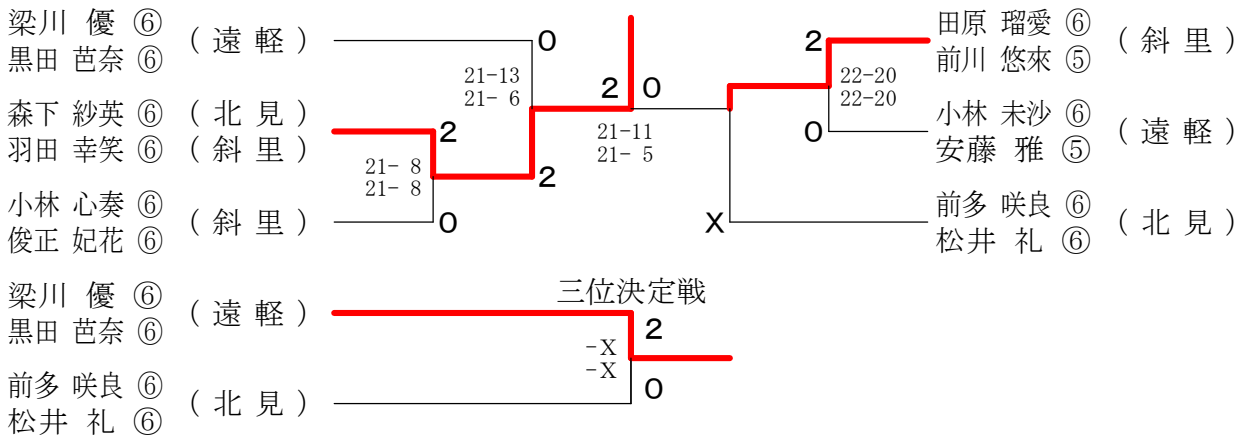 梁川 優 ⑥
黒田 芭奈 ⑥
( 遠 軽 )
0
21-13
21- 6
森下 紗英 ⑥ ( 北 見 )
羽田 幸笑 ⑥ ( 斜 里 )
2
21- 8
21- 8
2
小林 心奏 ⑥
俊正 妃花 ⑥
( 斜 里 )
0
2 0
21-11
21- 5
2
田原 瑠愛 ⑥
前川 悠來 ⑤
( 斜 里 )
22-20
22-20
0
小林 未沙 ⑥
安藤 雅 ⑤
( 遠 軽 )
X
前多 咲良 ⑥
松井 礼 ⑥
( 北 見 )
三位決定戦
梁川 優 ⑥
黒田 芭奈 ⑥
( 遠 軽 )
2
-X
-X
0
前多 咲良 ⑥
松井 礼 ⑥
( 北 見 )